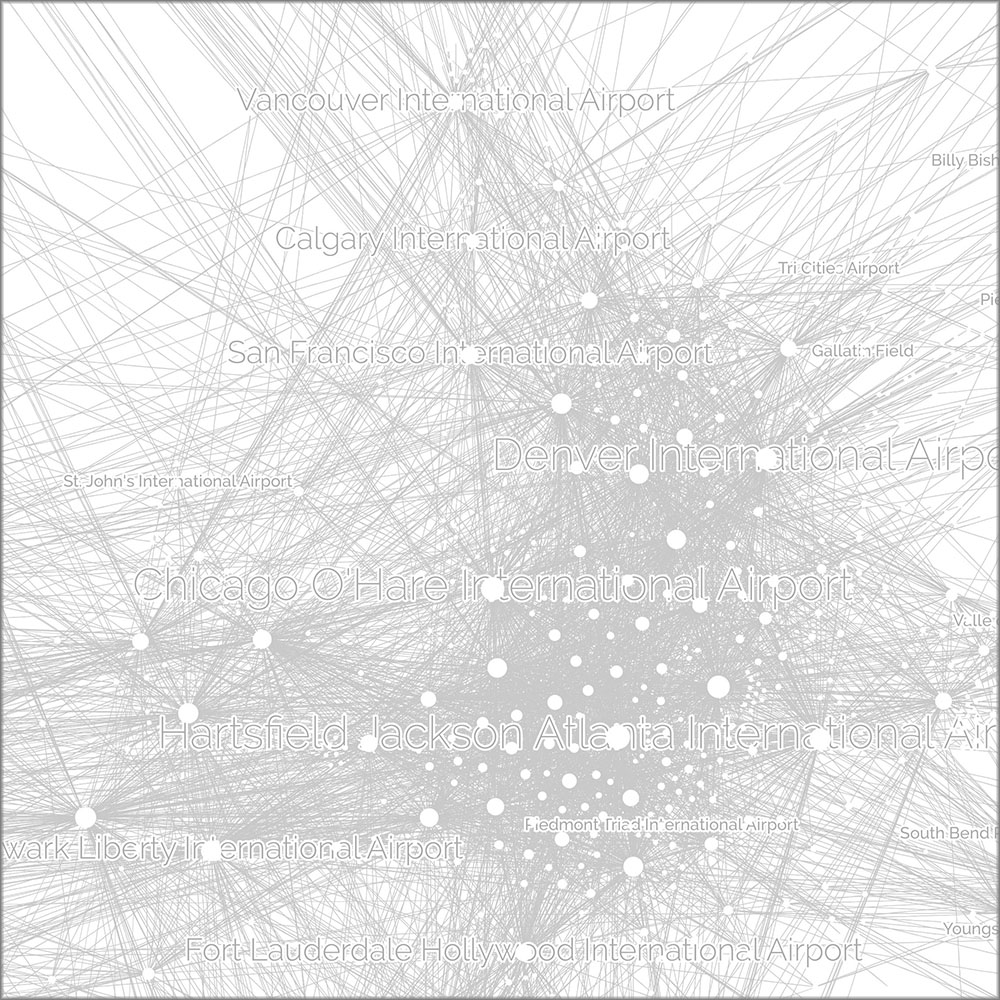 Vancouver International Airport
Billy Bish
Calgary International Airport
Tri Cities Airport
Pie
San Francisco International Airport
Gallatin Field
Denver International Airpo
St. John's International Airport
Chicago O'Hare International Airport
Valle
Hartsfield Jackson Atlanta International Air
Piedmont Triad International Airport
South Bend
wark Liberty International Airport
Youngs
Fort Lauderdale Hollywood International Airport